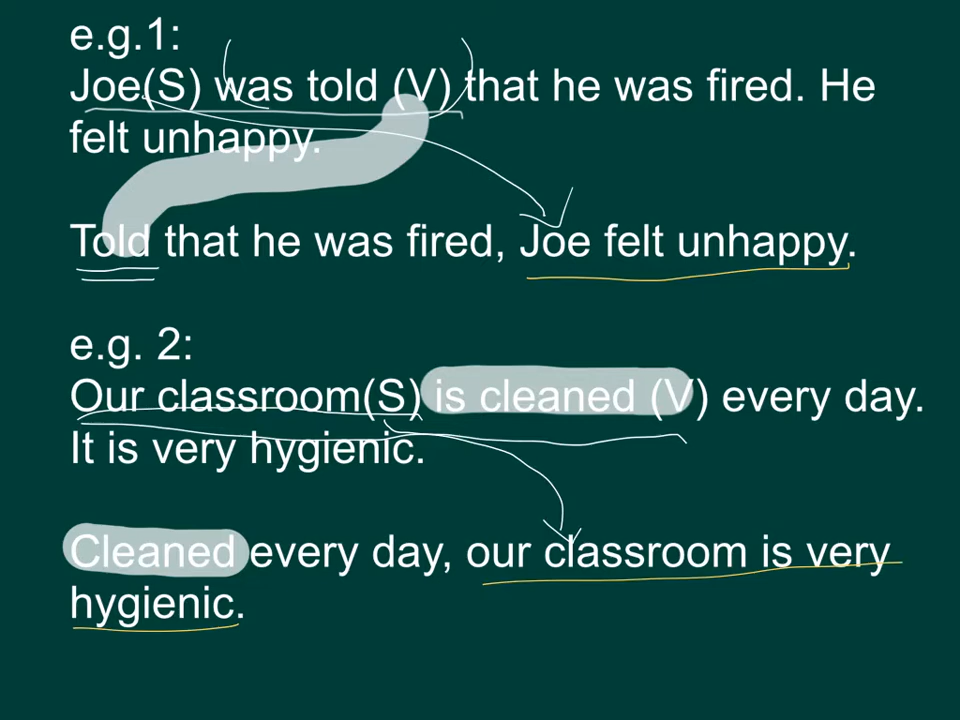 e.g.1:
Joe(S) was told (V) that he was fired. He
felt unhappy.
Told that he was fired, Joe felt unhappy.
e.g. 2:
Our classroom(S) is cleaned (V) every day.
It is very hygienic.
Cleaned every day, our classroom is very
hygienic.